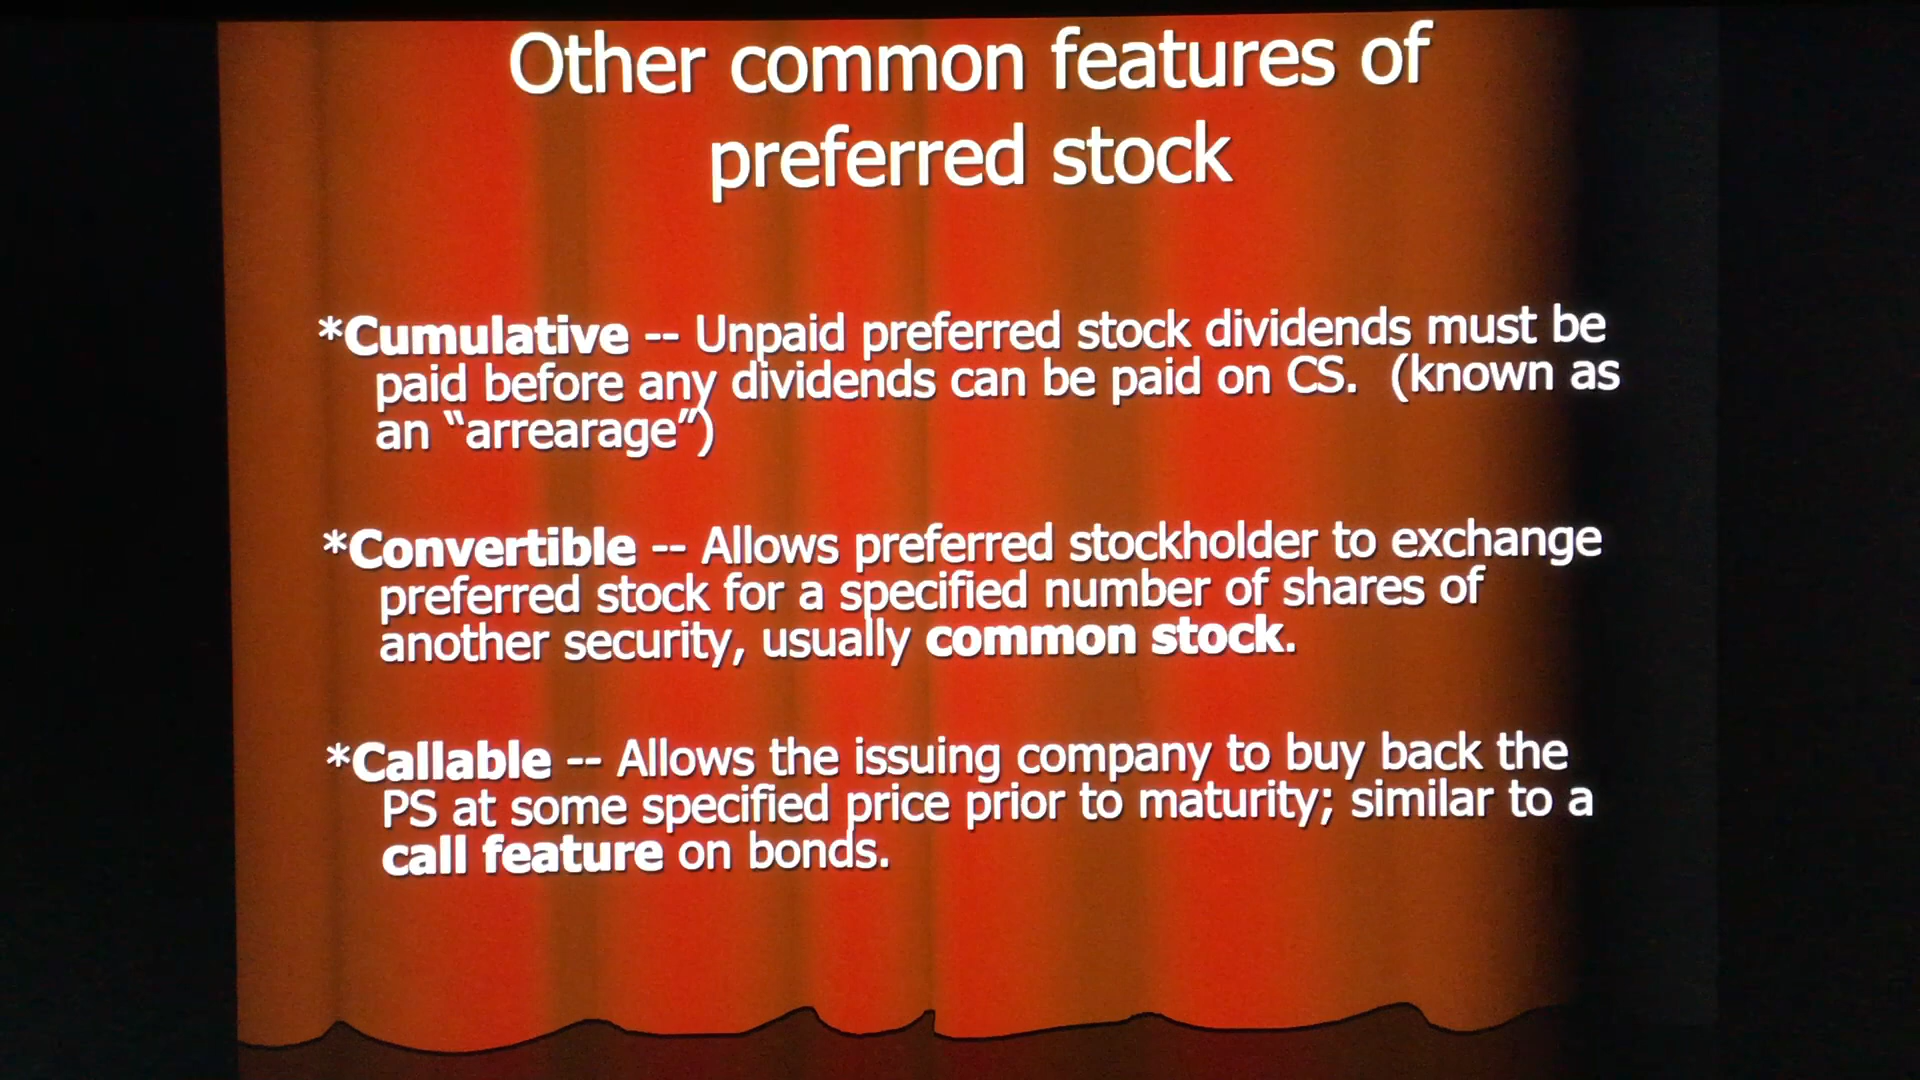 Other common features of
preferred stock
*Cumulative -- Unpaid preferred stock dividends must be
paid before any dividends can be paid on CS.  (known as
an “arrearage”)
*Convertible -- Allows preferred stockholder to exchange
preferred stock for a specified number of shares of
another security, usually common stock.
*Callable -- Allows the issuing company to buy back the
PS at some specified price prior to maturity; similar to a
call feature on bonds.